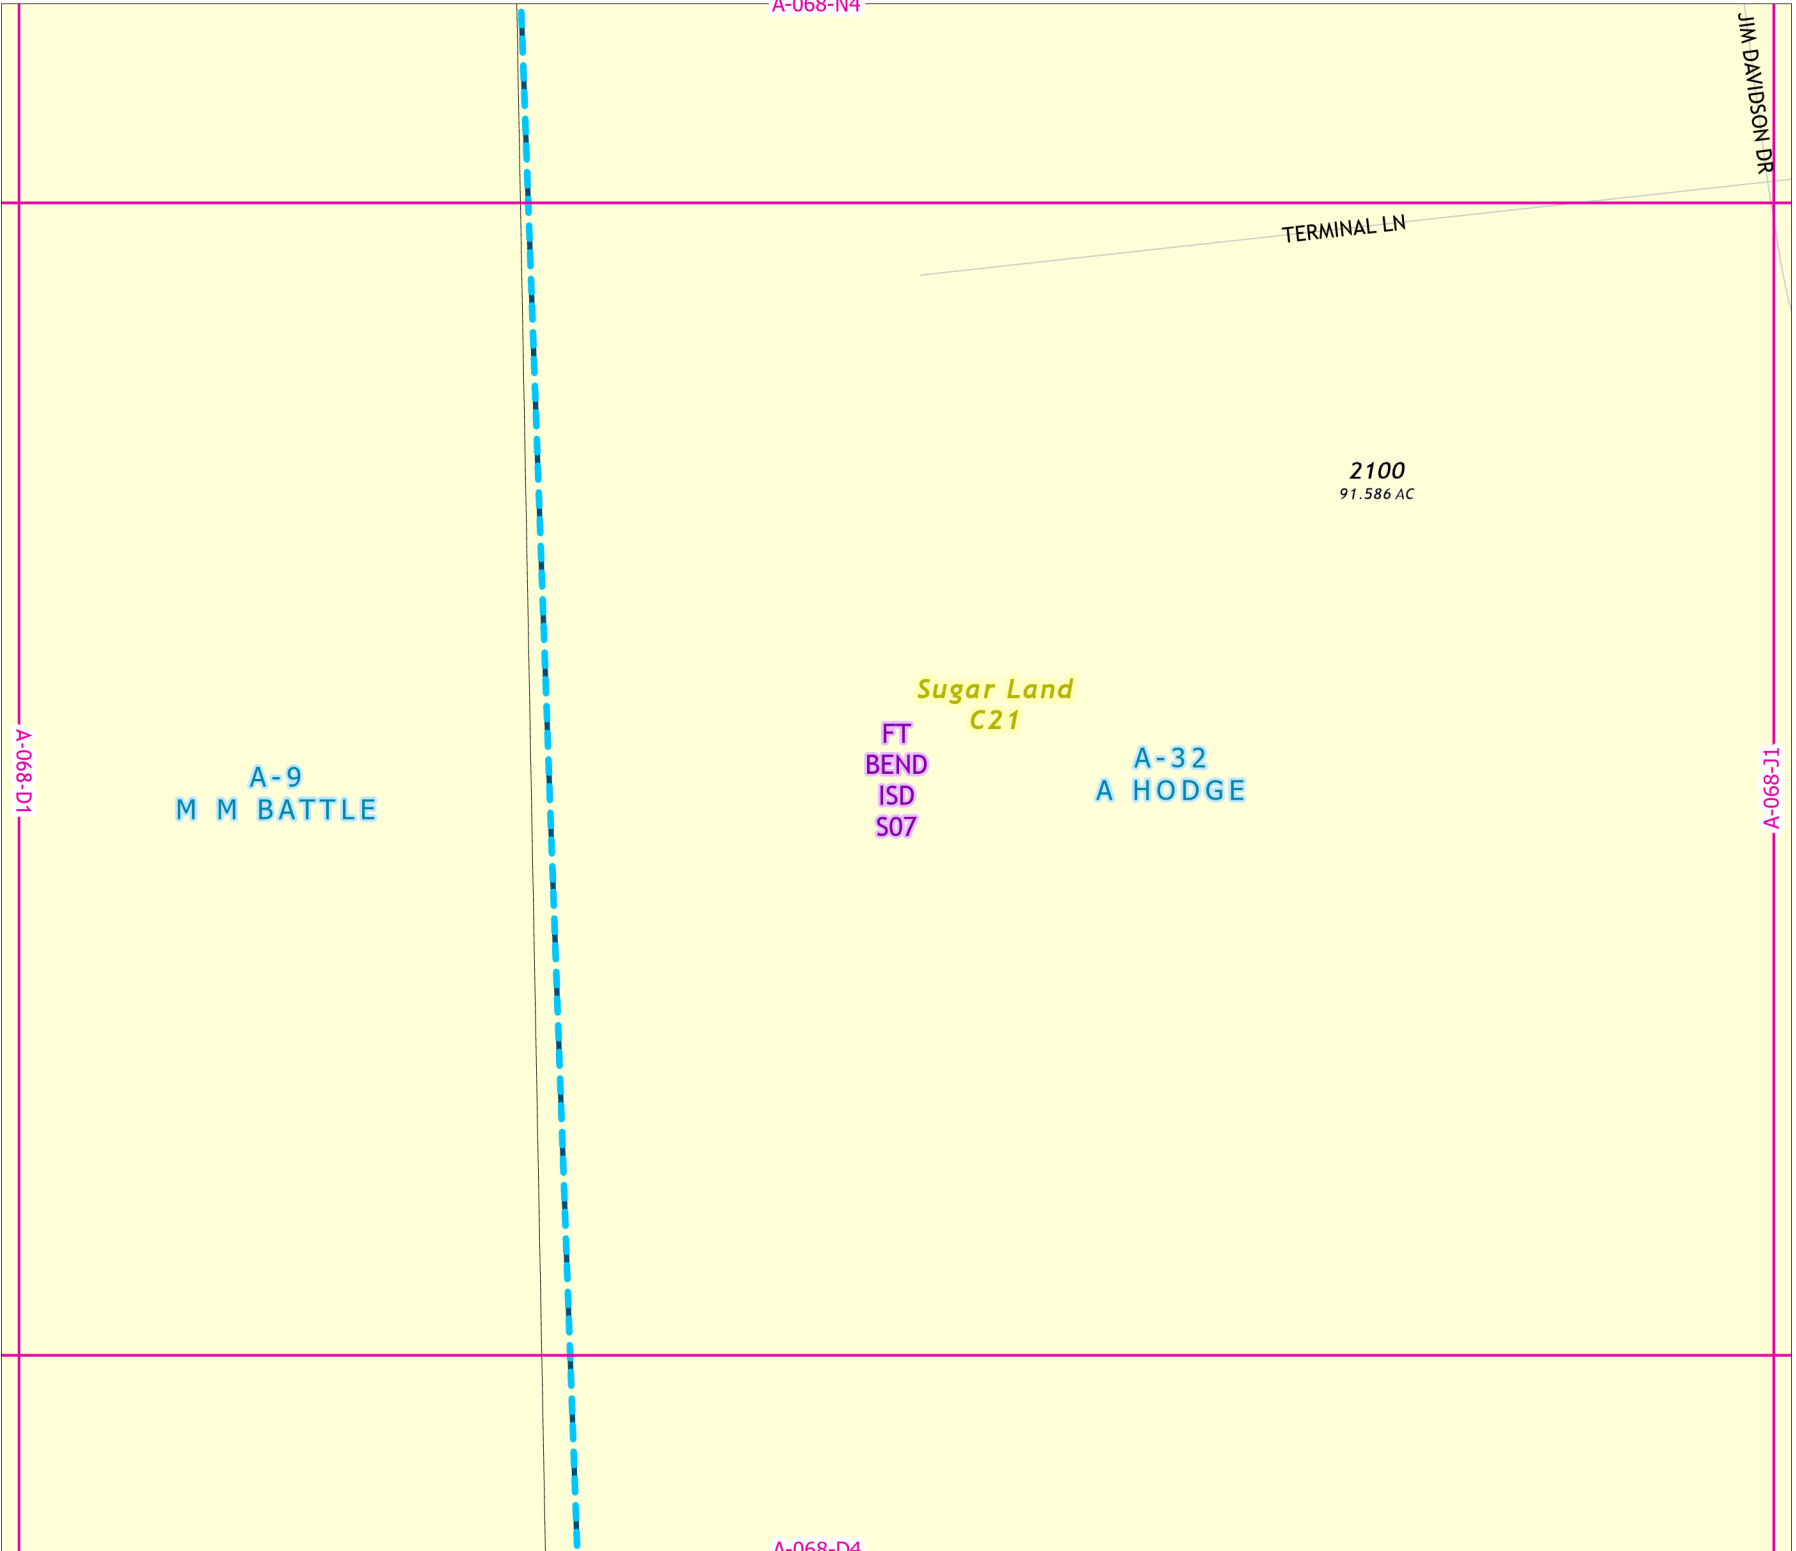 A-068-N4
JIM DAVIDSON DR
TERMINAL LN
2100
91.586 AC
Sugar Land
C21
FT
BEND
ISD
S07
A-32
A HODGE
A-9
M M BATTLE
A-068-D1
A-068-J1
A-068-D4